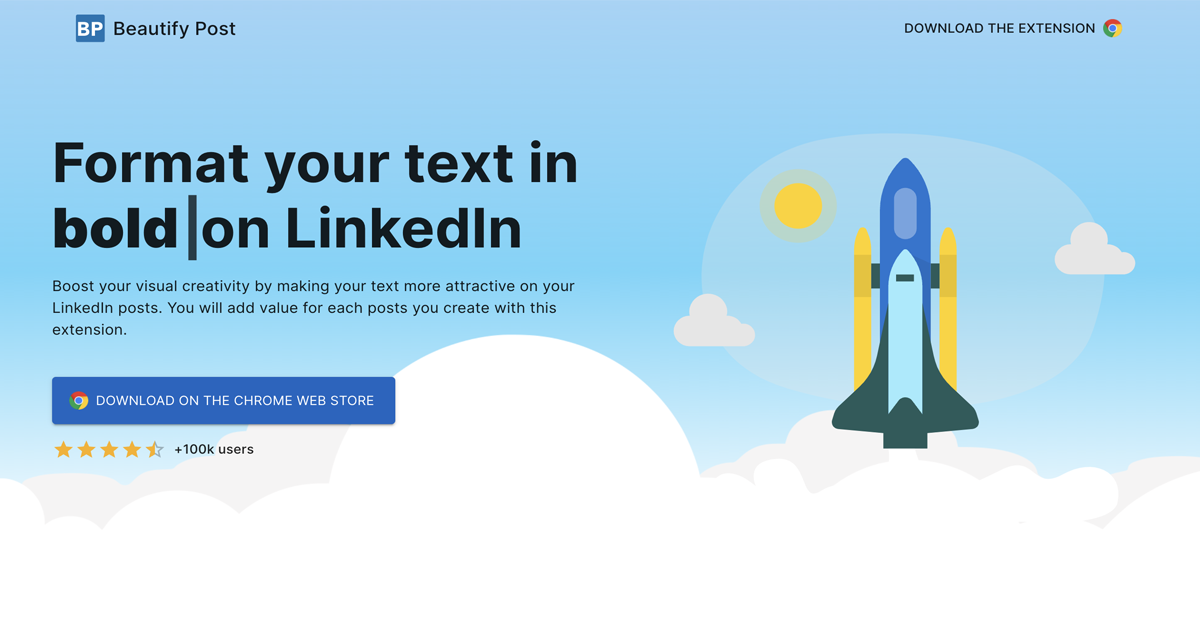 BP Beautify Post
DOWNLOAD THE EXTENSION
Format your text in
bold on LinkedIn
Boost your visual creativity by making your text more attractive on your
LinkedIn posts. You will add value for each posts you create with this
extension.
DOWNLOAD ON THE CHROME WEB STORE
+100k users